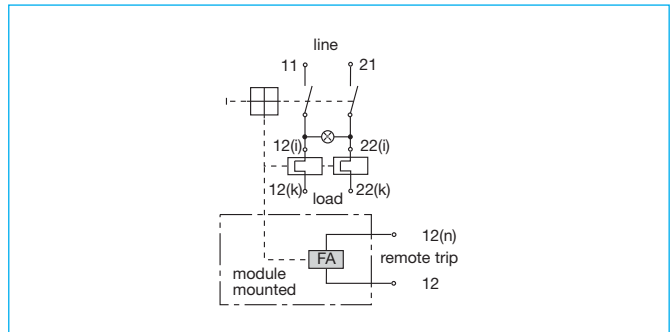 line
11 21
12(i) 22(i)
12(k) load 22(k)
12(n)
FA remote trip
module
mounted
12